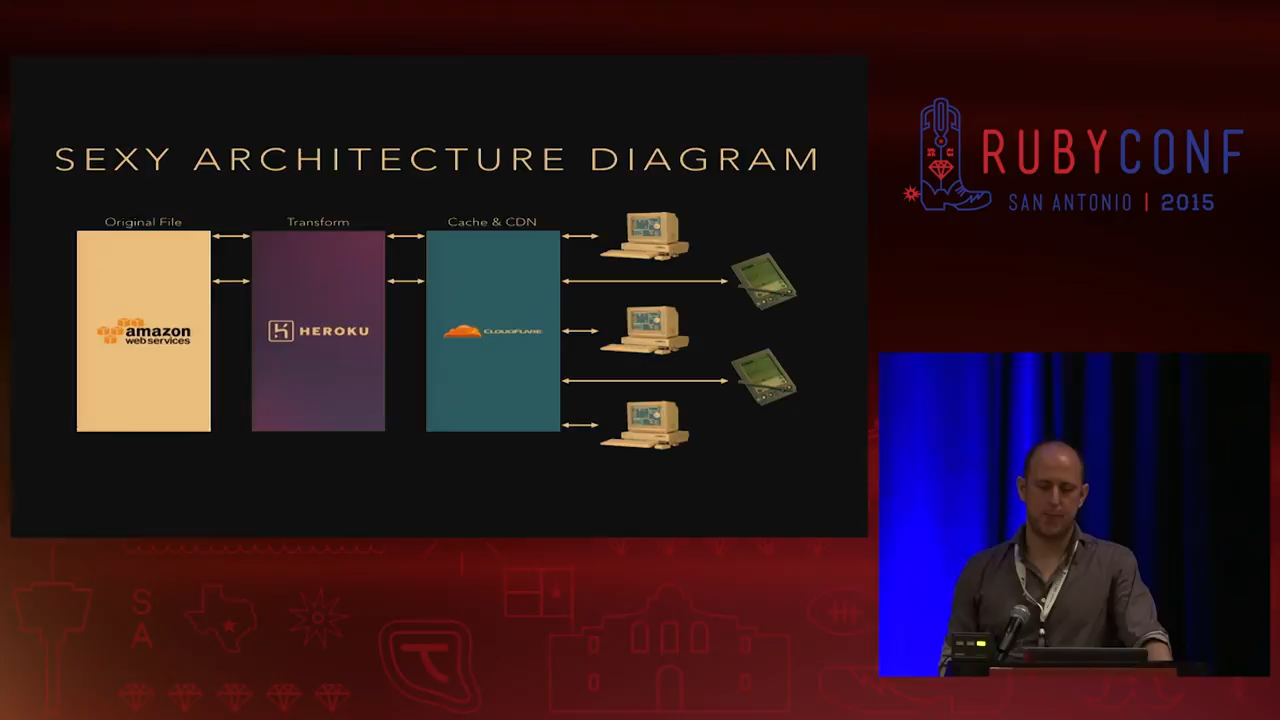 SEXY ARCHITECTURE DIAGRAM
Original File
Transform
Cache & CDN
amazon
web services
HEROKU
CLOUDFLARE
RUBYCONF
SAN ANTONIO | 2015
S
A